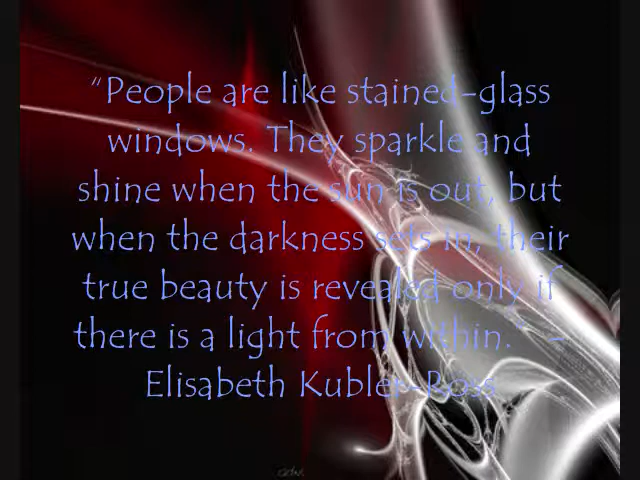 “People are like stained-glass
windows. They sparkle and
shine when the sun is out, but
when the darkness sets in, their
true beauty is revealed only if
there is a light from within.” -
Elisabeth Kubler-Ross